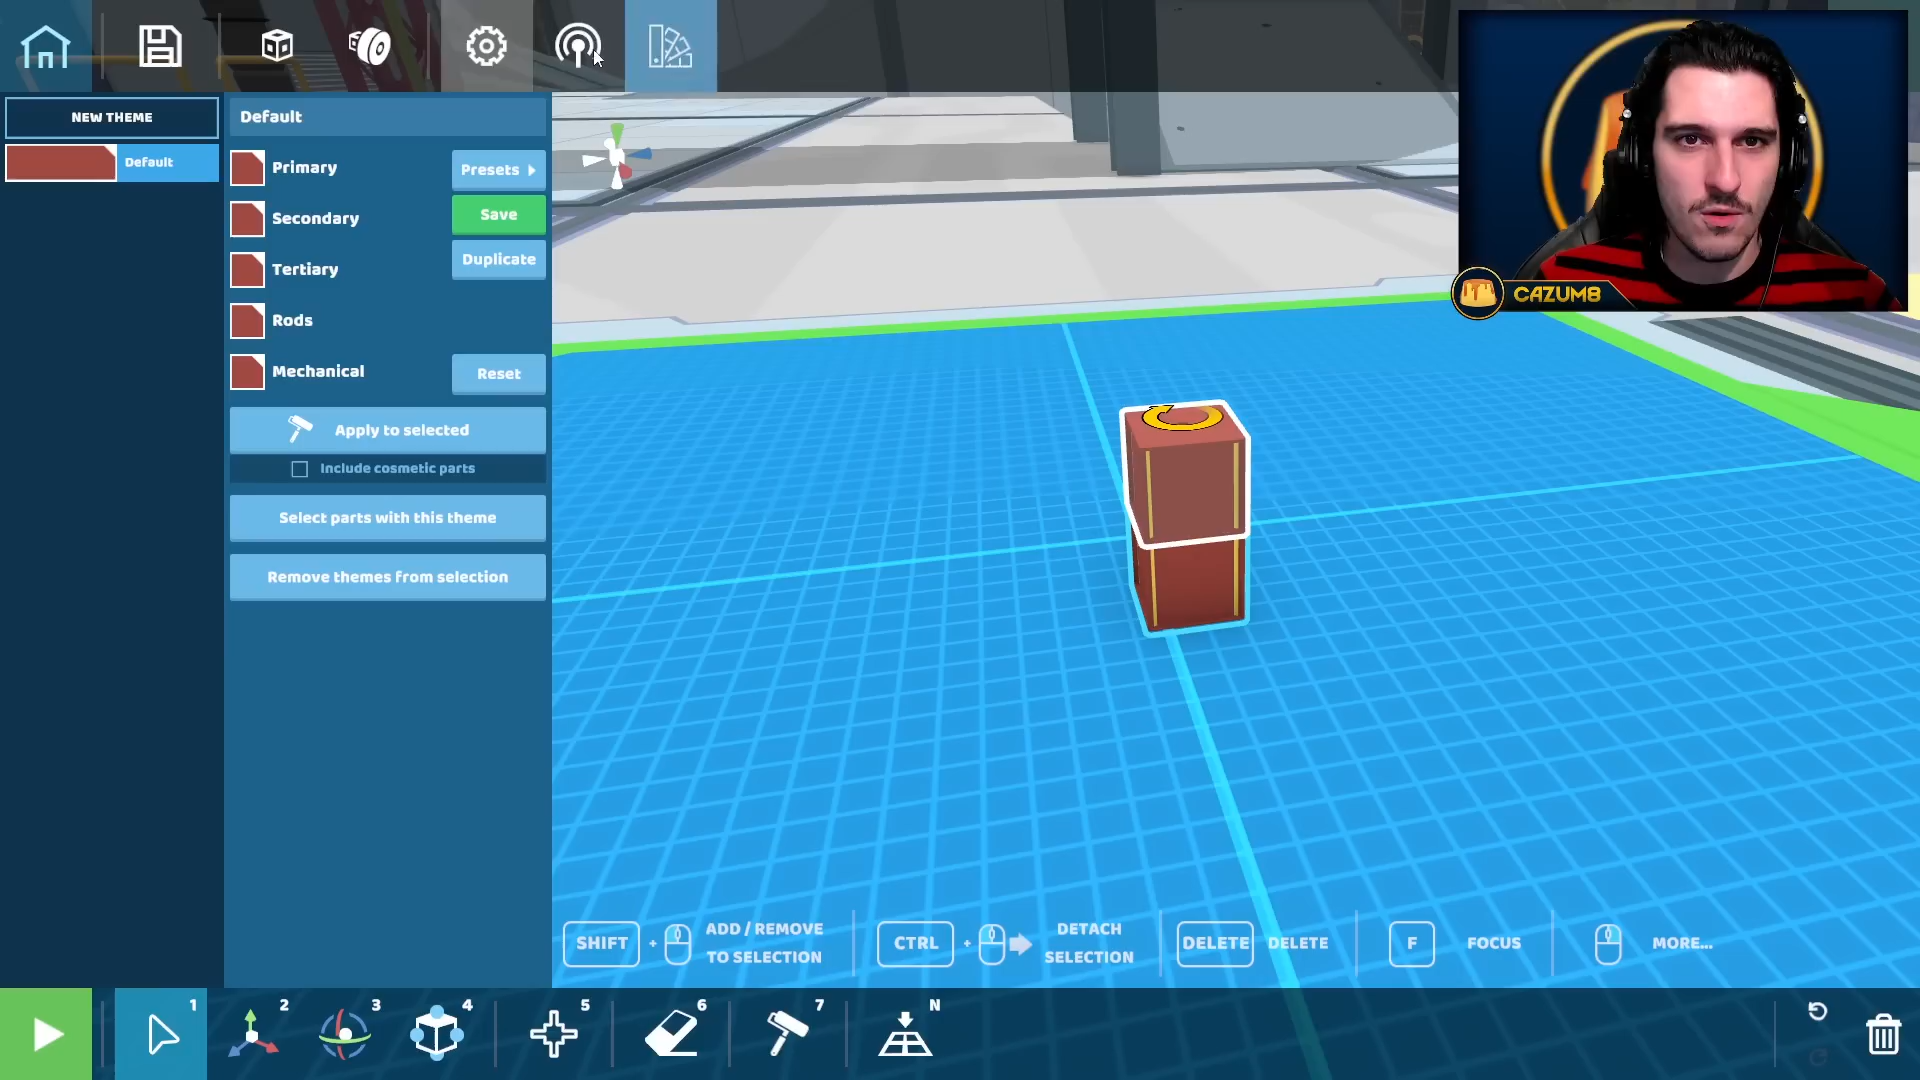 NEW THEME
Default
Default
Primary
Presets
Secondary
Save
Tertiary
Duplicate
Rods
Mechanical
Reset
Apply to selected
Include cosmetic parts
Select parts with this theme
Remove themes from selection
CAZUM8
SHIFT + ADD / REMOVE
TO SELECTION
CTRL + DETACH
SELECTION
DELETE DELETE
F FOCUS
MORE...
1 2 3 4 5 6 7 N